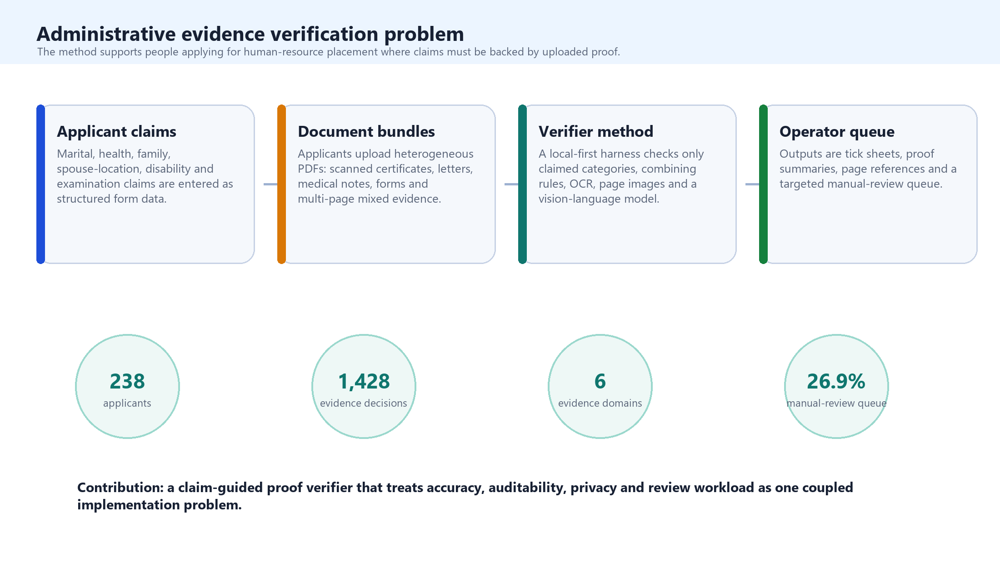 Administrative evidence verification problem
The method supports people applying for human-resource placement where claims must be backed by uploaded proof.
Applicant claims
Marital, health, family,
spouse-location, disability and
examination claims are entered as
structured form data.
Document bundles
Applicants upload heterogeneous
PDFs: scanned certificates, letters,
medical notes, forms and
multi-page mixed evidence.
Verifier method
A local-first harness checks only
claimed categories, combining
rules, OCR, page images and a
vision-language model.
Operator queue
Outputs are tick sheets, proof
summaries, page references and a
targeted manual-review queue.
238
applicants
1,428
evidence decisions
6
evidence domains
26.9%
manual-review queue
Contribution: a claim-guided proof verifier that treats accuracy, auditability, privacy and review workload as one coupled
implementation problem.